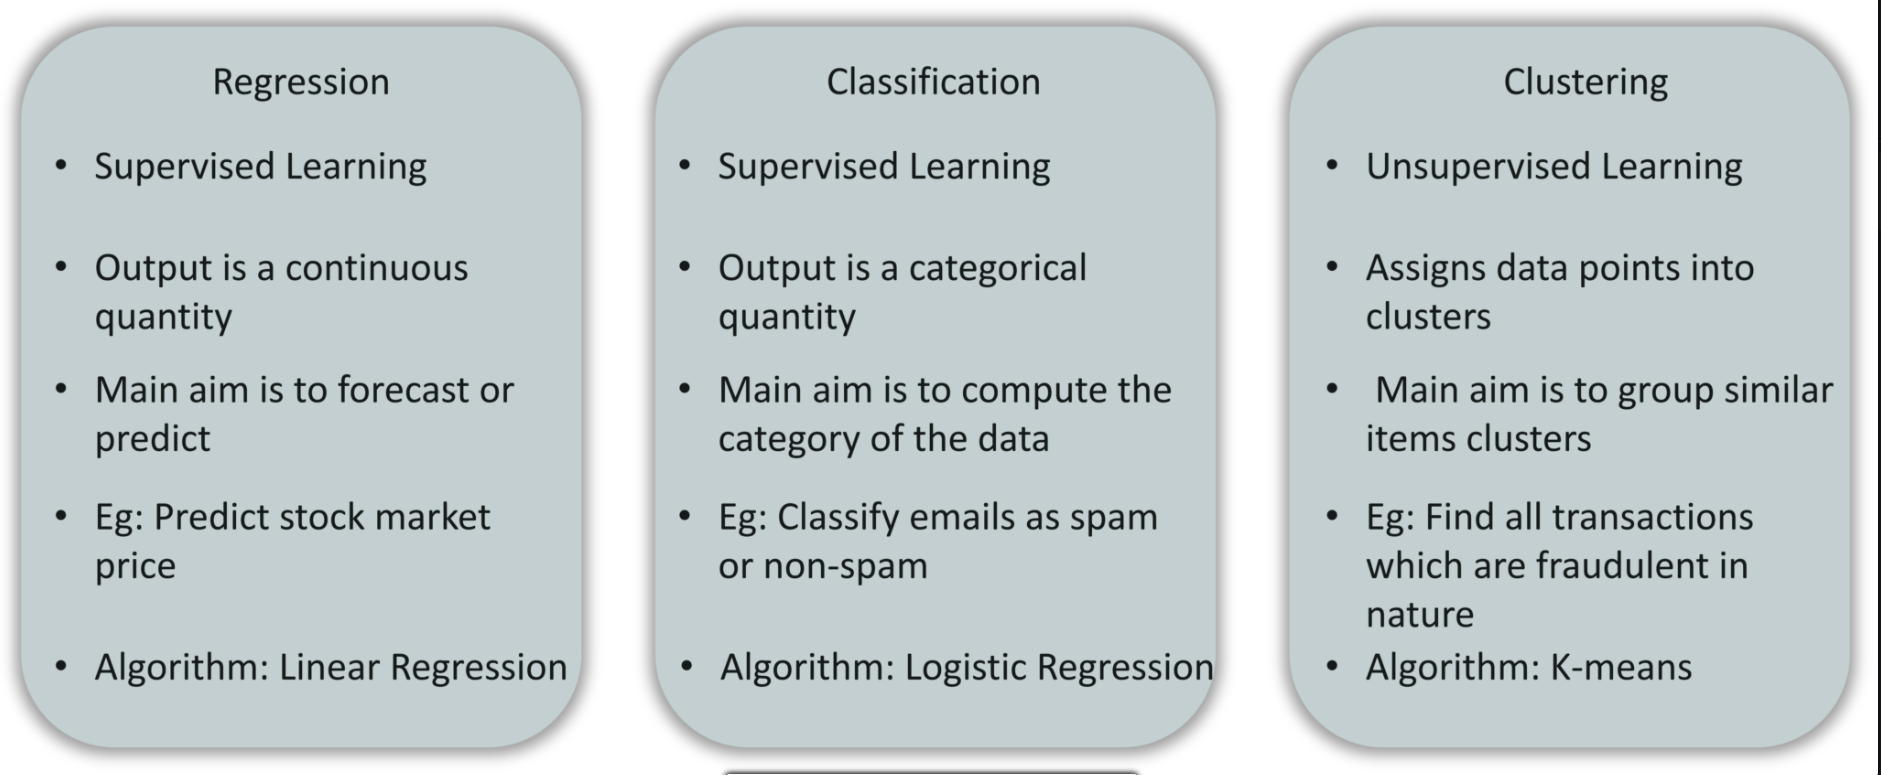 Regression
• Supervised Learning
• Output is a continuous
quantity
• Main aim is to forecast or
predict
• Eg: Predict stock market
price
• Algorithm: Linear Regression
Classification
• Supervised Learning
• Output is a categorical
quantity
• Main aim is to compute the
category of the data
• Eg: Classify emails as spam
or non-spam
• Algorithm: Logistic Regression
Clustering
• Unsupervised Learning
• Assigns data points into
clusters
• Main aim is to group similar
items clusters
• Eg: Find all transactions
which are fraudulent in
nature
• Algorithm: K-means